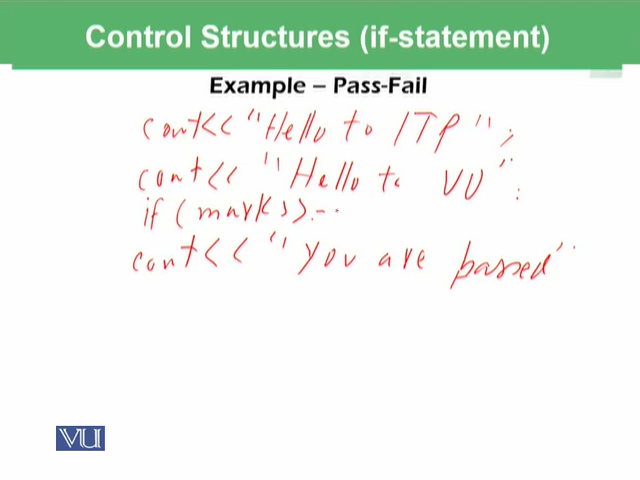 Control Structures (if-statement)
Example – Pass-Fail
cout<< "Hello to ITP" ;
cout<< "Hello to VU" ;
if (marks>=..
cout<< "You are passed"
VU